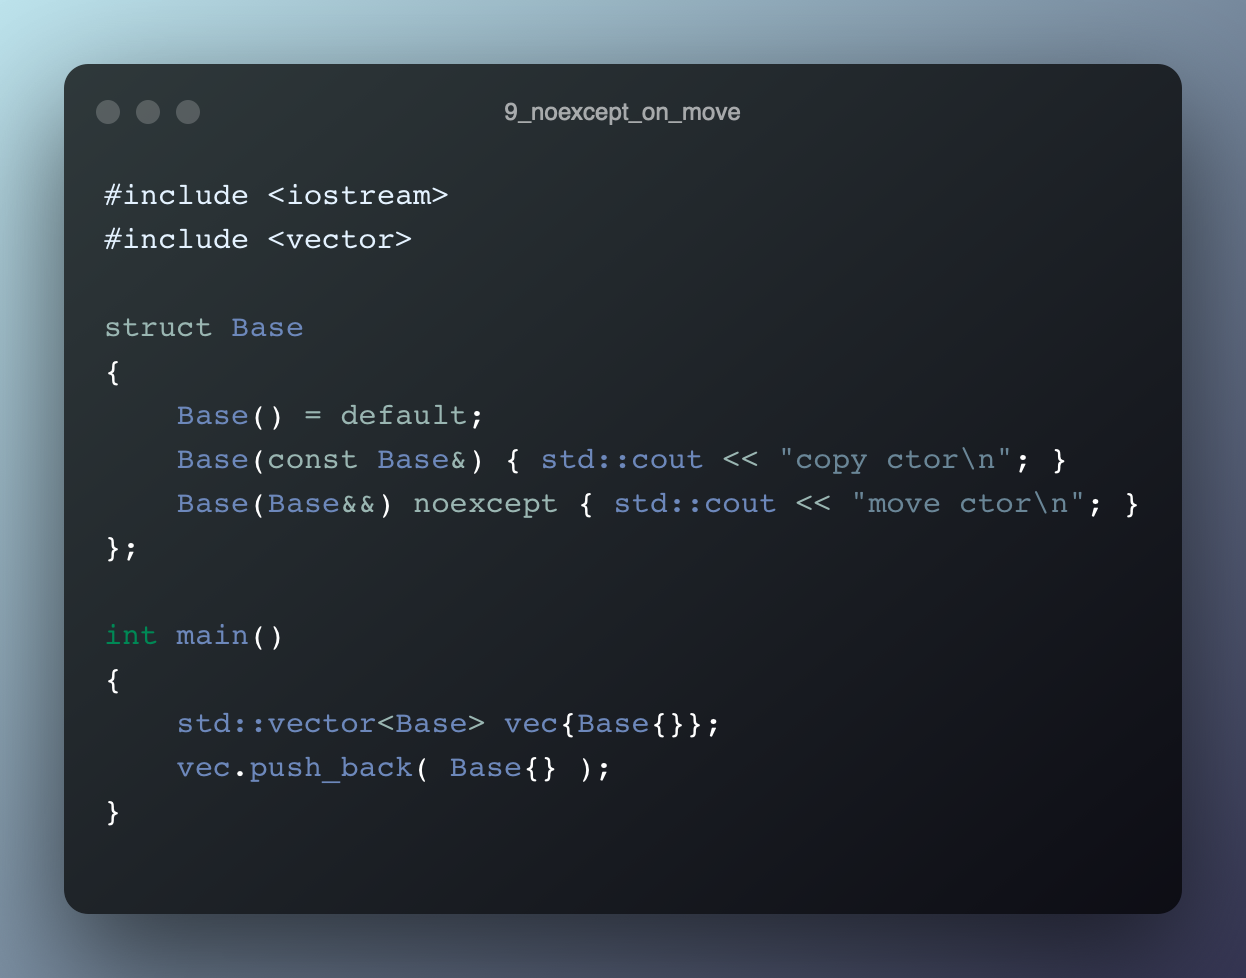 9_noexcept_on_move
#include <iostream>
#include <vector>
struct Base
{
    Base() = default;
    Base(const Base&) { std::cout << "copy ctor\n"; }
    Base(Base&&) noexcept { std::cout << "move ctor\n"; }
};
int main()
{
    std::vector<Base> vec{Base{}};
    vec.push_back( Base{} );
}